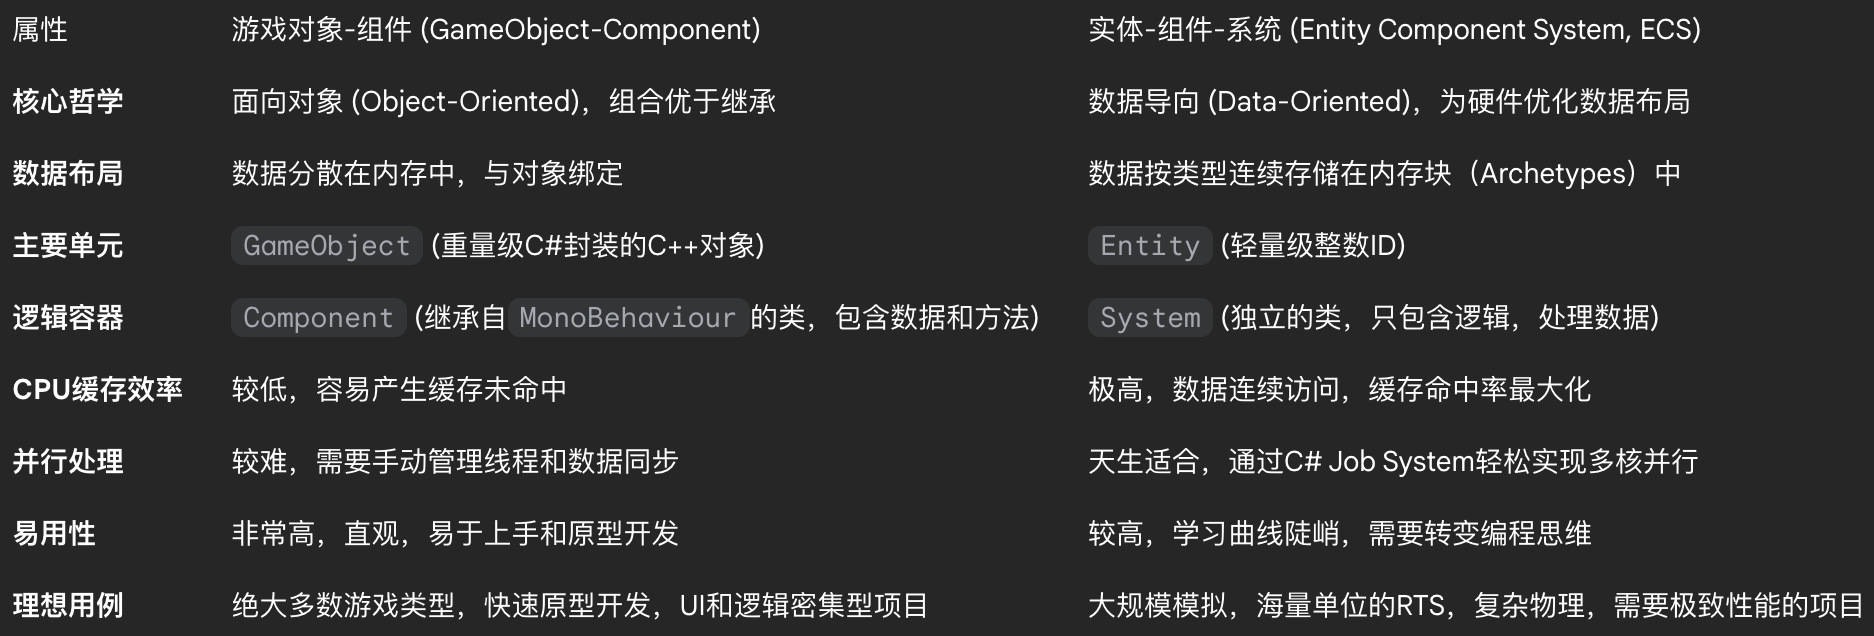 属性 游戏对象-组件 (GameObject-Component) 实体-组件-系统 (Entity Component System, ECS)
核心哲学 面向对象 (Object-Oriented)，组合优于继承 数据导向 (Data-Oriented)，为硬件优化数据布局
数据布局 数据分散在内存中，与对象绑定 数据按类型连续存储在内存块（Archetypes）中
主要单元 GameObject (重量级C#封装的C++对象) Entity (轻量级整数ID)
逻辑容器 Component (继承自 MonoBehaviour 的类，包含数据和方法) System (独立的类，只包含逻辑，处理数据)
CPU缓存效率 较低，容易产生缓存未命中 极高，数据连续访问，缓存命中率最大化
并行处理 较难，需要手动管理线程和数据同步 天生适合，通过C# Job System轻松实现多核并行
易用性 非常高，直观，易于上手和原型开发 较高，学习曲线陡峭，需要转变编程思维
理想用例 绝大多数游戏类型，快速原型开发，UI和逻辑密集型项目 大规模模拟，海量单位的RTS，复杂物理，需要极致性能的项目